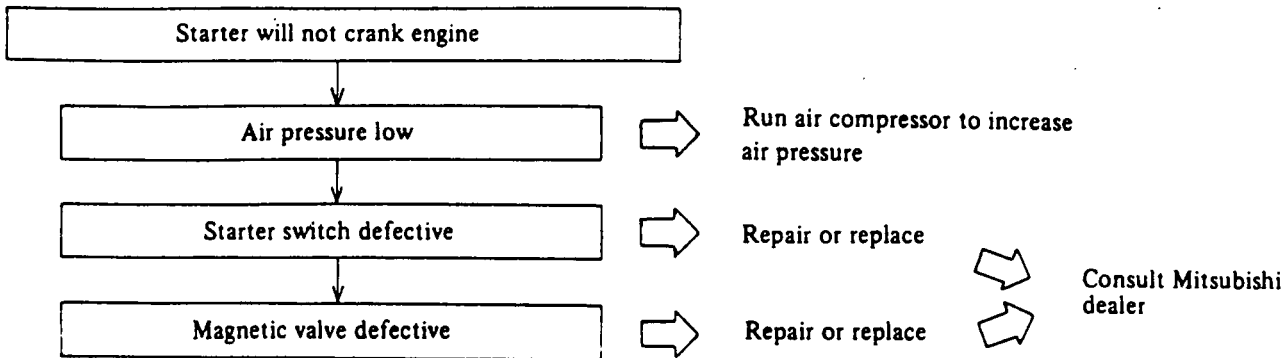 Starter will not crank engine
Air pressure low
Run air compressor to increase
air pressure
Starter switch defective
Repair or replace
Magnetic valve defective
Repair or replace
Consult Mitsubishi
dealer